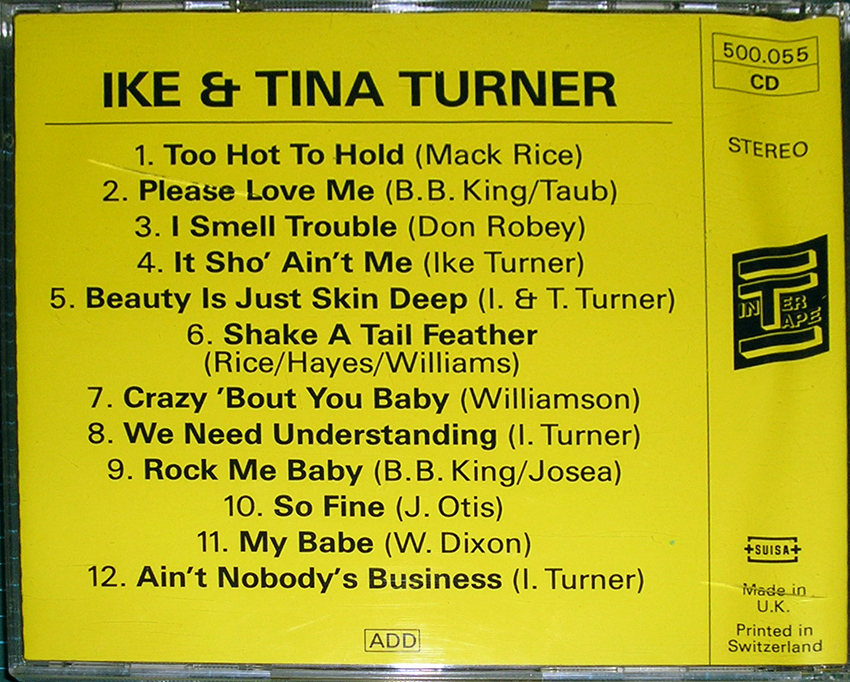 IKE & TINA TURNER
1. Too Hot To Hold (Mack Rice)
2. Please Love Me (B.B. King/Taub)
3. I Smell Trouble (Don Robey)
4. It Sho' Ain't Me (Ike Turner)
5. Beauty Is Just Skin Deep (I. & T. Turner)
6. Shake A Tail Feather
(Rice/Hayes/Williams)
7. Crazy 'Bout You Baby (Williamson)
8. We Need Understanding (I. Turner)
9. Rock Me Baby (B.B. King/Josea)
10. So Fine (J. Otis)
11. My Babe (W. Dixon)
12. Ain't Nobody's Business (I. Turner)
ADD
500.055
CD
STEREO
INTER
TAPE
SUISA
Made in
U.K.
Printed in
Switzerland